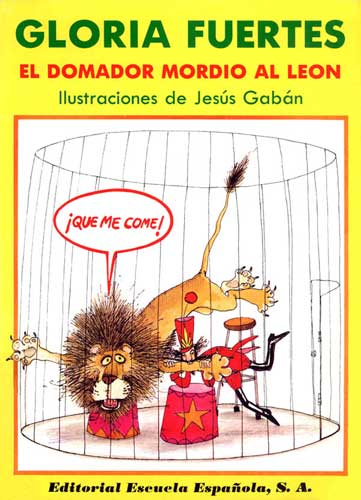 GLORIA FUERTES
EL DOMADOR MORDIO AL LEON
Ilustraciones de Jesús Gabán
¡QUE ME COME!
Editorial Escuela Española, S. A.